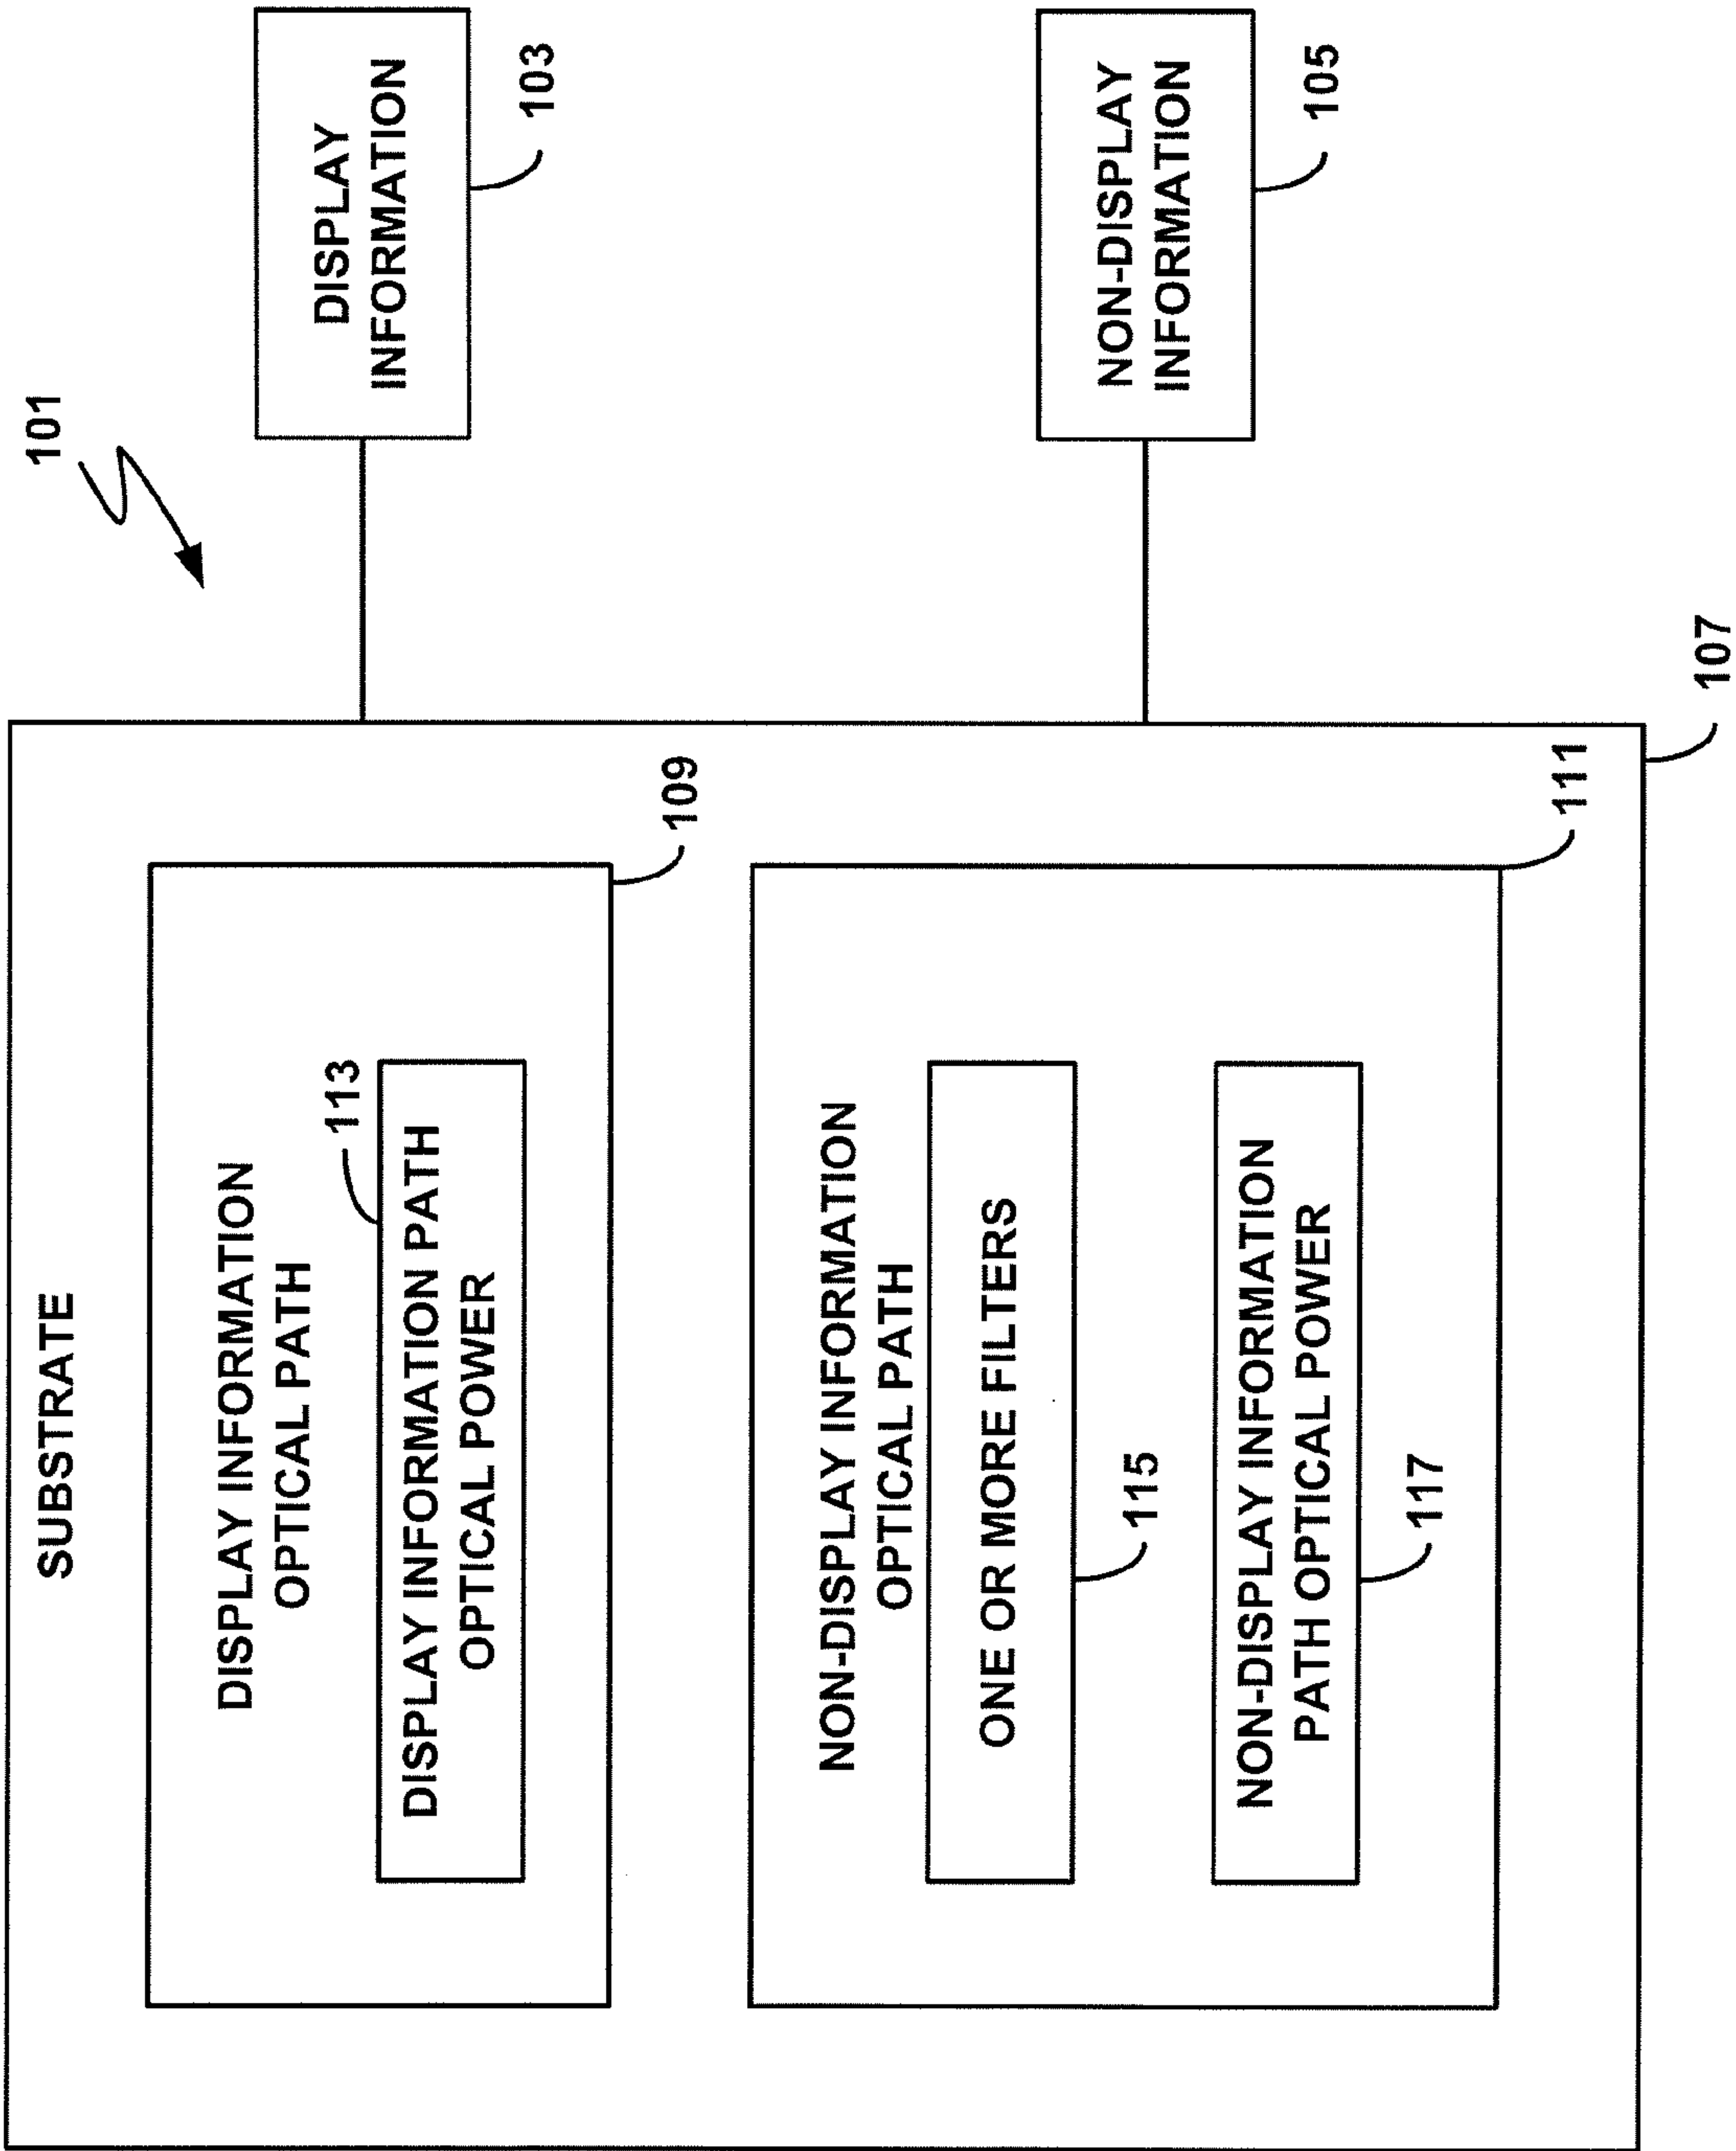 101
SUBSTRATE
DISPLAY INFORMATION
OPTICAL PATH
113
DISPLAY INFORMATION PATH
OPTICAL POWER
109
DISPLAY
INFORMATION
103
NON-DISPLAY INFORMATION
OPTICAL PATH
ONE OR MORE FILTERS
115
NON-DISPLAY INFORMATION
PATH OPTICAL POWER
117
111
NON-DISPLAY
INFORMATION
105
107